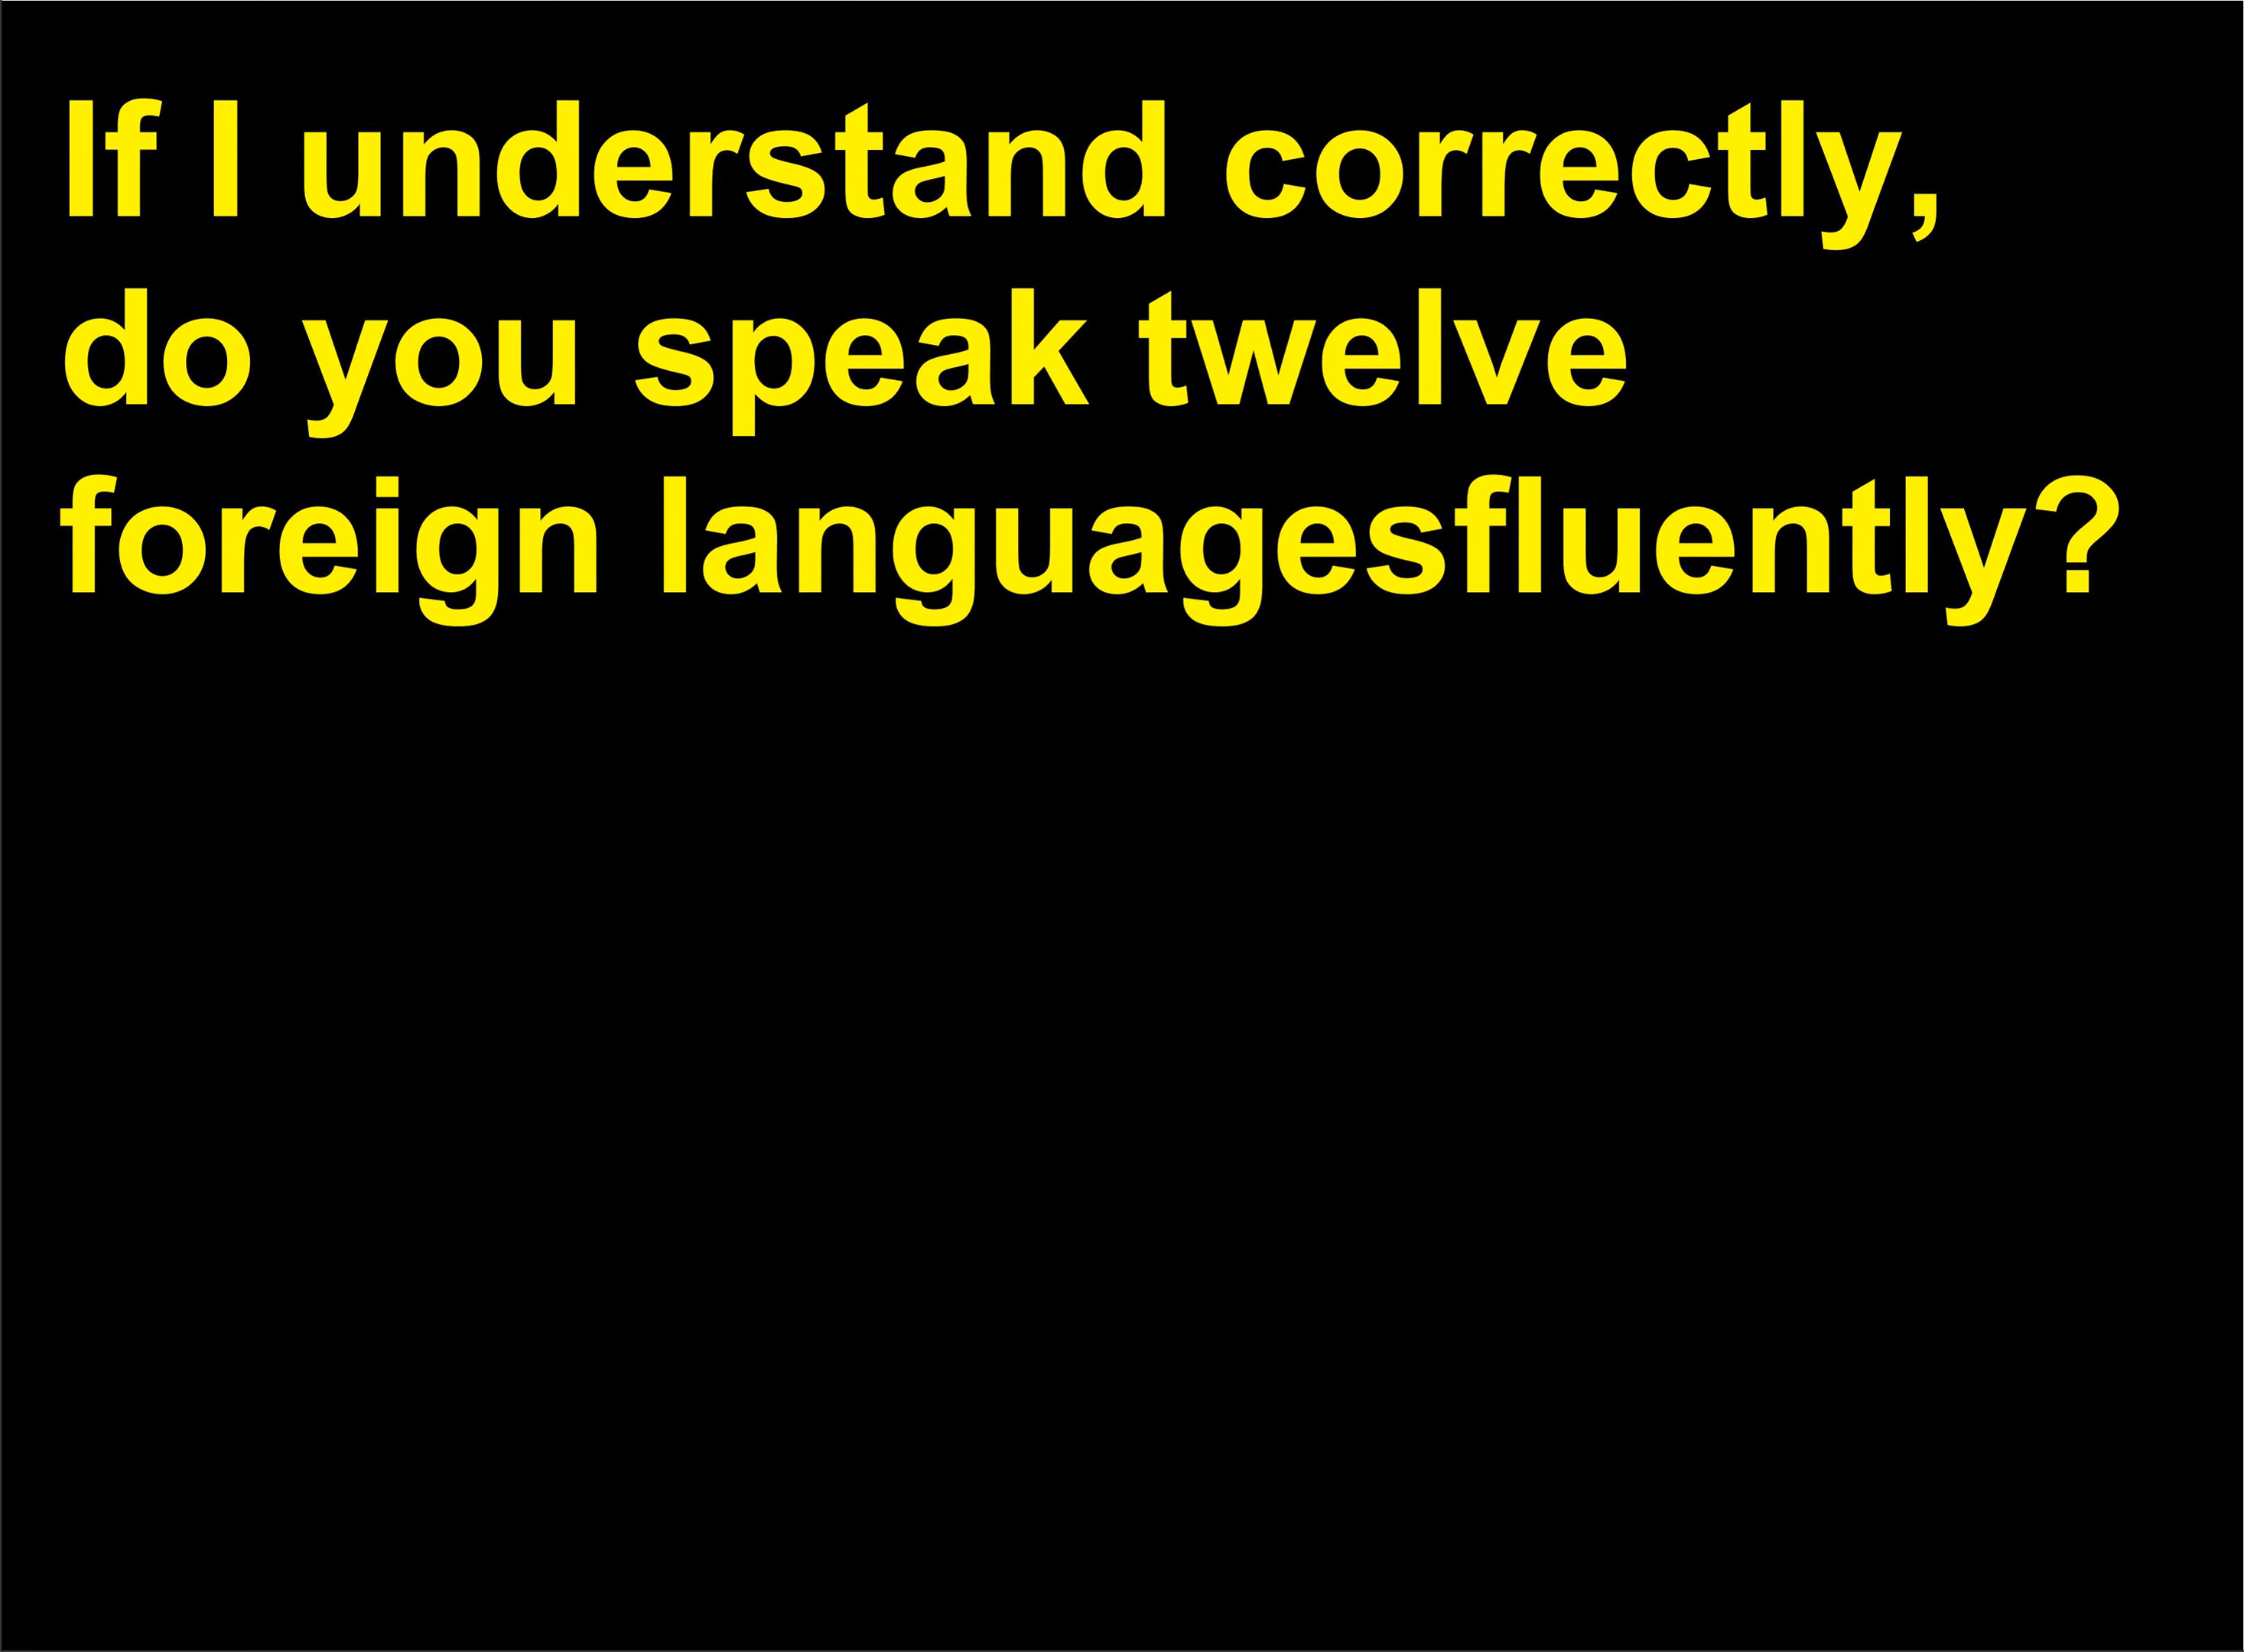 If I understand correctly,
do you speak twelve
foreign languagesfluently?